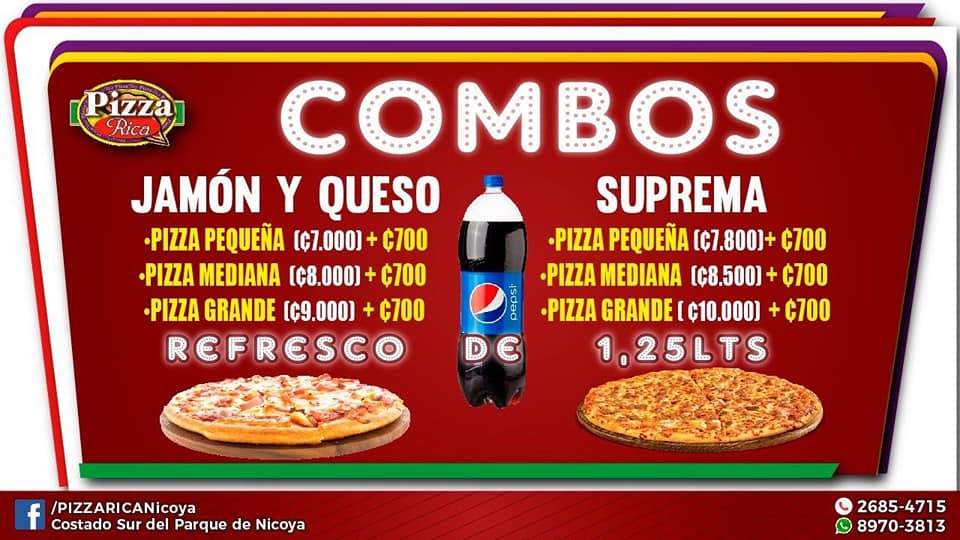 Pizza
Rica
COMBOS
JAMÓN Y QUESO
•PIZZA PEQUEÑA (₡7.000) + ₡700
•PIZZA MEDIANA (₡8.000) + ₡700
•PIZZA GRANDE (₡9.000) + ₡700
SUPREMA
•PIZZA PEQUEÑA (₡7.800)+ ₡700
•PIZZA MEDIANA (₡8.500) + ₡700
•PIZZA GRANDE ( ₡10.000) + ₡700
pepsi
REFRESCO DE 1,25LTS
/PIZZARICANicoya
Costado Sur del Parque de Nicoya
2685-4715
8970-3813